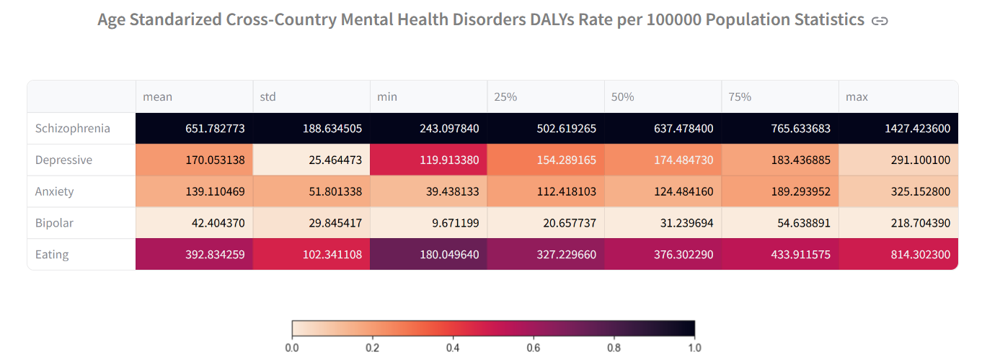 Age Standarized Cross-Country Mental Health Disorders DALYs Rate per 100000 Population Statistics
mean std min 25% 50% 75% max
Schizophrenia 651.782773 188.634505 243.097840 502.619265 637.478400 765.633683 1427.423600
Depressive 170.053138 25.464473 119.913380 154.289165 174.484730 183.436885 291.100100
Anxiety 139.110469 51.801338 39.438133 112.418103 124.484160 189.293952 325.152800
Bipolar 42.404370 29.845417 9.671199 20.657737 31.239694 54.638891 218.704390
Eating 392.834259 102.341108 180.049640 327.229660 376.302290 433.911575 814.302300
0.0 0.2 0.4 0.6 0.8 1.0